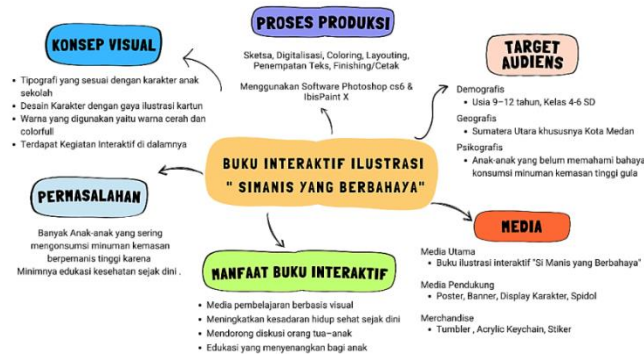 PROSES PRODUKSI
Sketsa, Digitalisasi, Coloring, Layouting,
Penempatan Teks, Finishing/Cetak
Menggunakan Software Photoshop cs6 &
IbisPaint X
KONSEP VISUAL
• Tipografi yang sesuai dengan karakter anak
sekolah
• Desain Karakter dengan gaya ilustrasi kartun
• Warna yang digunakan yaitu warna cerah dan
colorfull
• Terdapat Kegiatan Interaktif di dalamnya
TARGET
AUDIENS
Demografis
• Usia 9–12 tahun, Kelas 4-6 SD
Geografis
• Sumatera Utara khususnya Kota Medan
Psikografis
• Anak-anak yang belum memahami bahaya
konsumsi minuman kemasan tinggi gula
BUKU INTERAKTIF ILUSTRASI
" SIMANIS YANG BERBAHAYA"
PERMASALAHAN
Banyak Anak-anak yang sering
mengonsumsi minuman kemasan
berpemanis tinggi karena
Minimnya edukasi kesehatan sejak dini .
MANFAAT BUKU INTERAKTIF
• Media pembelajaran berbasis visual
• Meningkatkan kesadaran hidup sehat sejak dini
• Mendorong diskusi orang tua–anak
• Edukasi yang menyenangkan bagi anak
MEDIA
Media Utama
• Buku ilustrasi interaktif "Si Manis yang Berbahaya"
Media Pendukung
• Poster, Banner, Display Karakter, Spidol
Merchandise
• Tumbler , Acrylic Keychain, Stiker